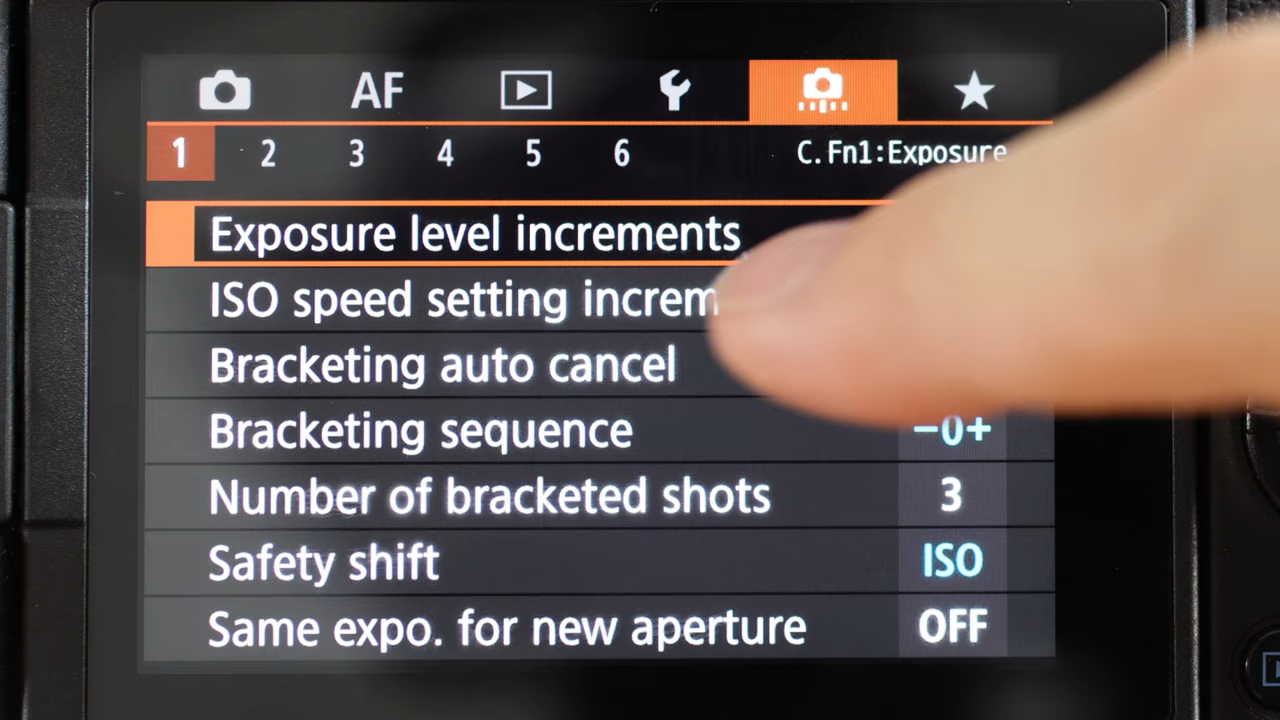 AF
1 2 3 4 5 6 C.Fn1:Exposure
Exposure level increments
ISO speed setting increm
Bracketing auto cancel
Bracketing sequence -0+
Number of bracketed shots 3
Safety shift ISO
Same expo. for new aperture OFF